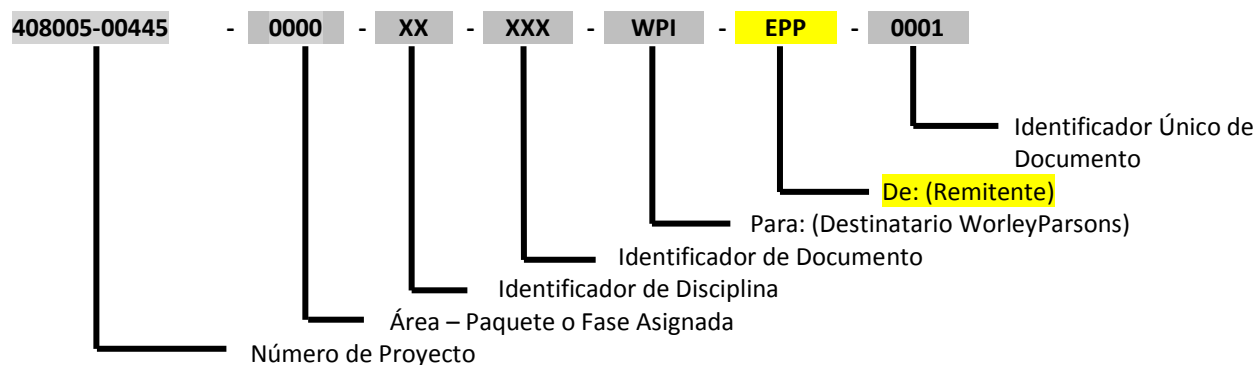 408005-00445 - 0000 - XX - XXX - WPI - EPP - 0001
Identificador Único de
Documento
De: (Remitente)
Para: (Destinatario WorleyParsons)
Identificador de Documento
Identificador de Disciplina
Área – Paquete o Fase Asignada
Número de Proyecto